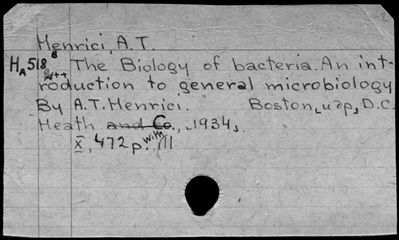 Henrici, A.T.
HA518 The Biology of bacteria. An int-
roduction to general microbiology
By A.T. Henrici. Boston, D.C.
Heath and Co., 1934.
X, 472 p. with ill